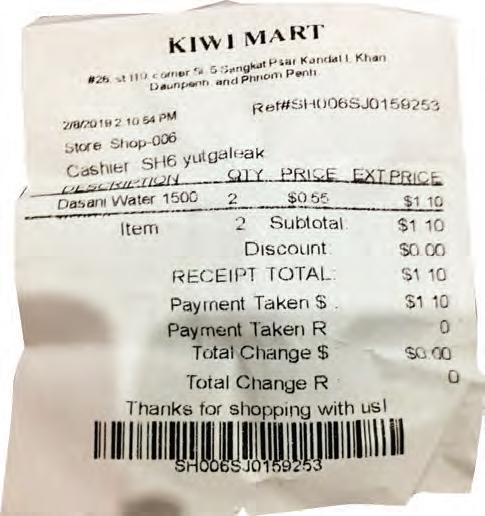 KIWI MART
#26, st 119, corner St. 5 Sangkat Psar Kandal I, Khan
Daunpenh, and Phnom Penh.
Ref#SH006SJ0159253
2/8/2019 2:10:54 PM
Store Shop-006
Cashier SH6 yutgaleak
DESCRIPTION QTY PRICE EXT PRICE
Dasani Water 1500 2 $0.55 $1.10
Item 2 Subtotal: $1.10
Discount: $0.00
RECEIPT TOTAL: $1.10
Payment Taken $ : $1.10
Payment Taken R 0
Total Change $ $0.00
Total Change R : 0
Thanks for shopping with us!
SH006SJ0159253